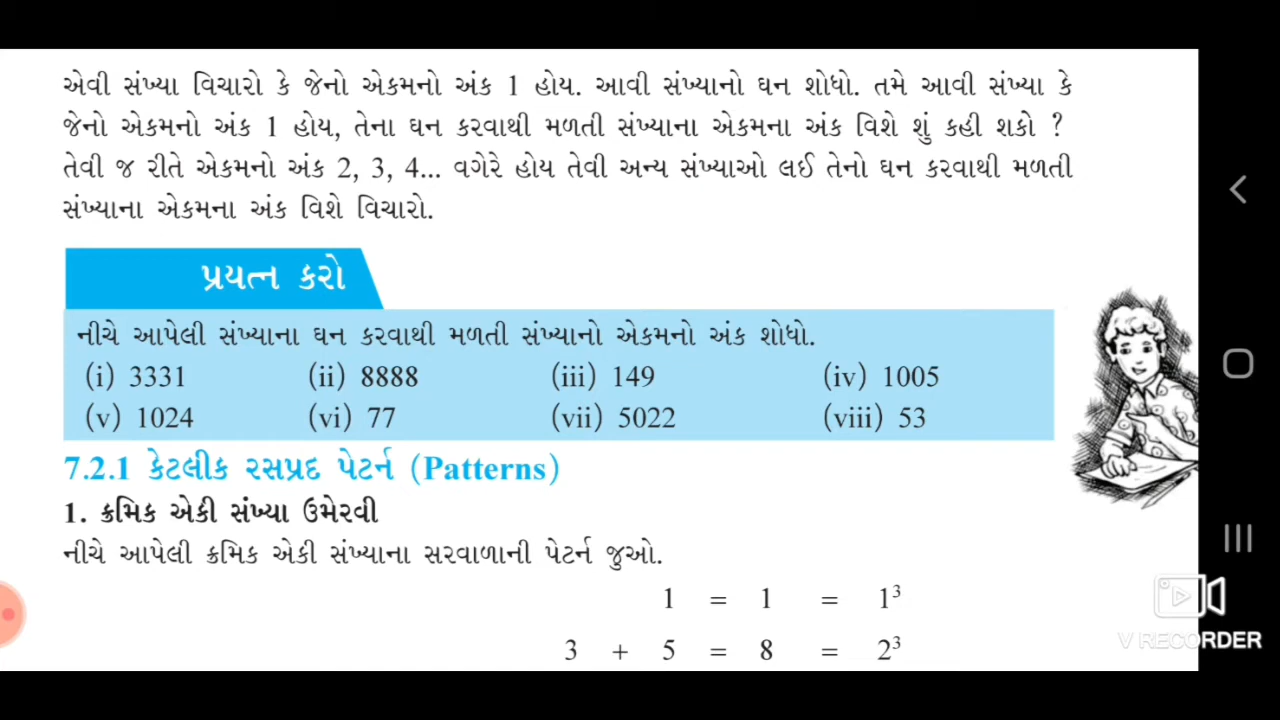 એવી સંખ્યા વિચારો કે જેનો એકમનો અંક 1 હોય. આવી સંખ્યાનો ઘન શોધો. તમે આવી સંખ્યા કે
જેનો એકમનો અંક 1 હોય, તેના ઘન કરવાથી મળતી સંખ્યાના એકમના અંક વિશે શું કહી શકો ?
તેવી જ રીતે એકમનો અંક 2, 3, 4... વગેરે હોય તેવી અન્ય સંખ્યાઓ લઈ તેનો ઘન કરવાથી મળતી
સંખ્યાના એકમના અંક વિશે વિચારો.
પ્રયત્ન કરો
નીચે આપેલી સંખ્યાના ઘન કરવાથી મળતી સંખ્યાનો એકમનો અંક શોધો.
(i) 3331 (ii) 8888 (iii) 149 (iv) 1005
(v) 1024 (vi) 77 (vii) 5022 (viii) 53
7.2.1 કેટલીક રસપ્રદ પેટર્ન (Patterns)
1. ક્રમિક એકી સંખ્યા ઉમેરવી
નીચે આપેલી ક્રમિક એકી સંખ્યાના સરવાળાની પેટર્ન જુઓ.
1 = 1 = 1³
3 + 5 = 8 = 2³
V RECORDER